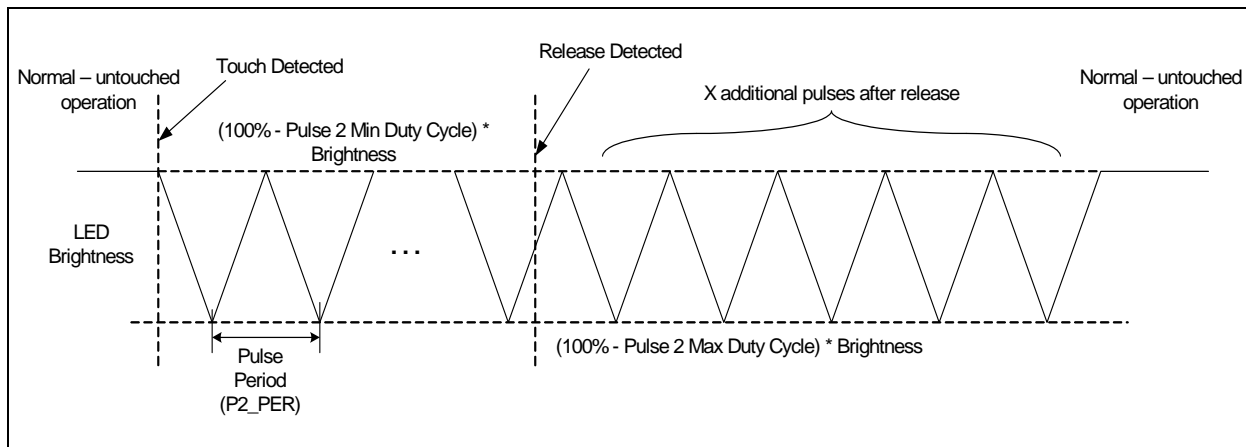 Normal – untouched
operation
Touch Detected
Release Detected
X additional pulses after release
Normal – untouched
operation
(100% - Pulse 2 Min Duty Cycle) *
Brightness
LED
Brightness
. . .
(100% - Pulse 2 Max Duty Cycle) * Brightness
Pulse
Period
(P2_PER)